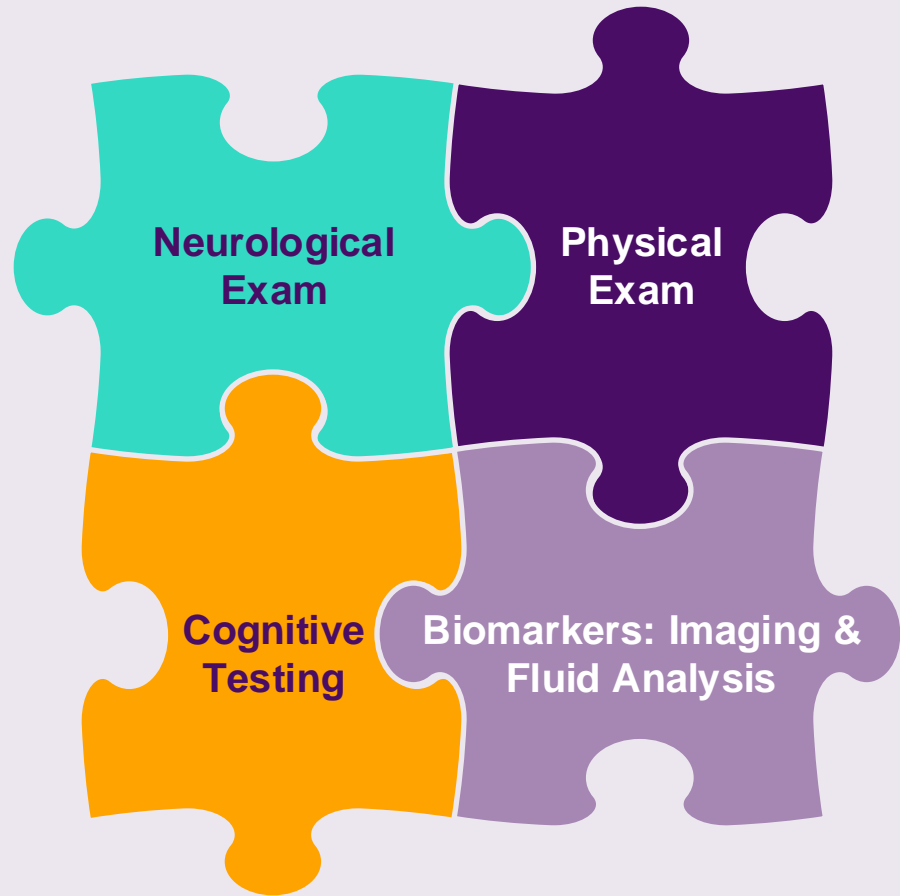 Neurological
Exam
Physical
Exam
Cognitive
Testing
Biomarkers: Imaging &
Fluid Analysis